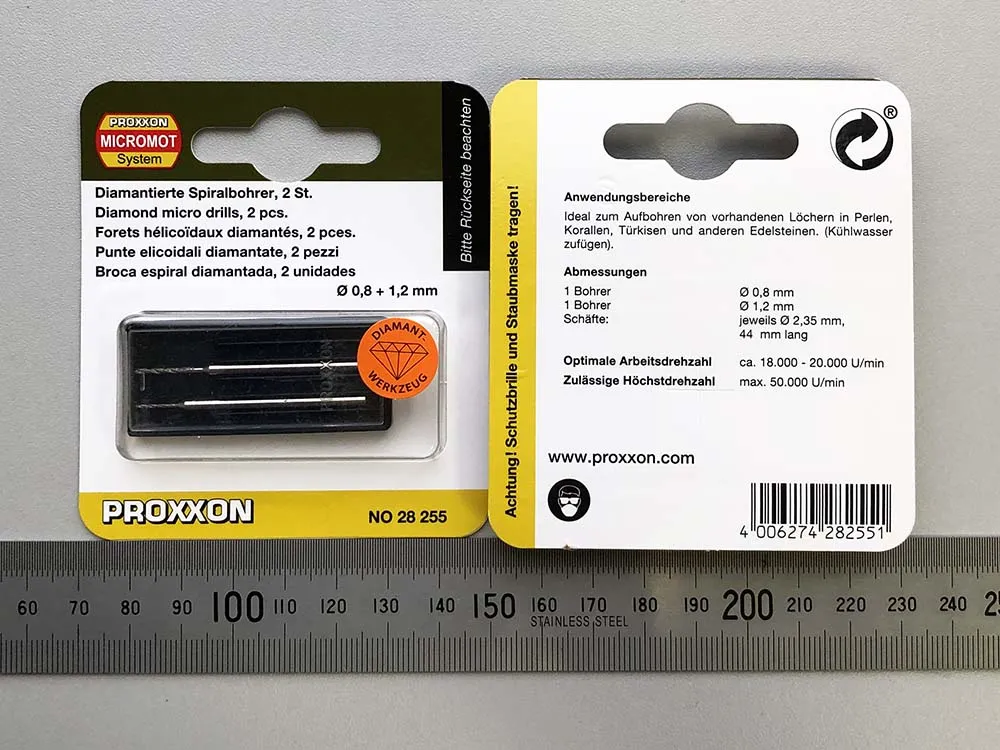 PROXXON
MICROMOT
System
Bitte Rückseite beachten
Diamantierte Spiralbohrer, 2 St.
Diamond micro drills, 2 pcs.
Forets hélicoïdaux diamantés, 2 pces.
Punte elicoidali diamantate, 2 pezzi
Broca espiral diamantada, 2 unidades
Ø 0,8 + 1,2 mm
DIAMANT-
WERKZEUG
PROXXON
PROXXON
NO 28 255
Achtung! Schutzbrille und Staubmaske tragen!
®
Anwendungsbereiche
Ideal zum Aufbohren von vorhandenen Löchern in Perlen,
Korallen, Türkisen und anderen Edelsteinen. (Kühlwasser
zufügen).
Abmessungen
1 Bohrer Ø 0,8 mm
1 Bohrer Ø 1,2 mm
Schäfte: jeweils Ø 2,35 mm,
44 mm lang
Optimale Arbeitsdrehzahl ca. 18.000 - 20.000 U/min
Zulässige Höchstdrehzahl max. 50.000 U/min
www.proxxon.com
4 006274 282551
60 70 80 90 100 110 120 130 140 150 160 170 180 190 200 210 220 230 240
STAINLESS STEEL